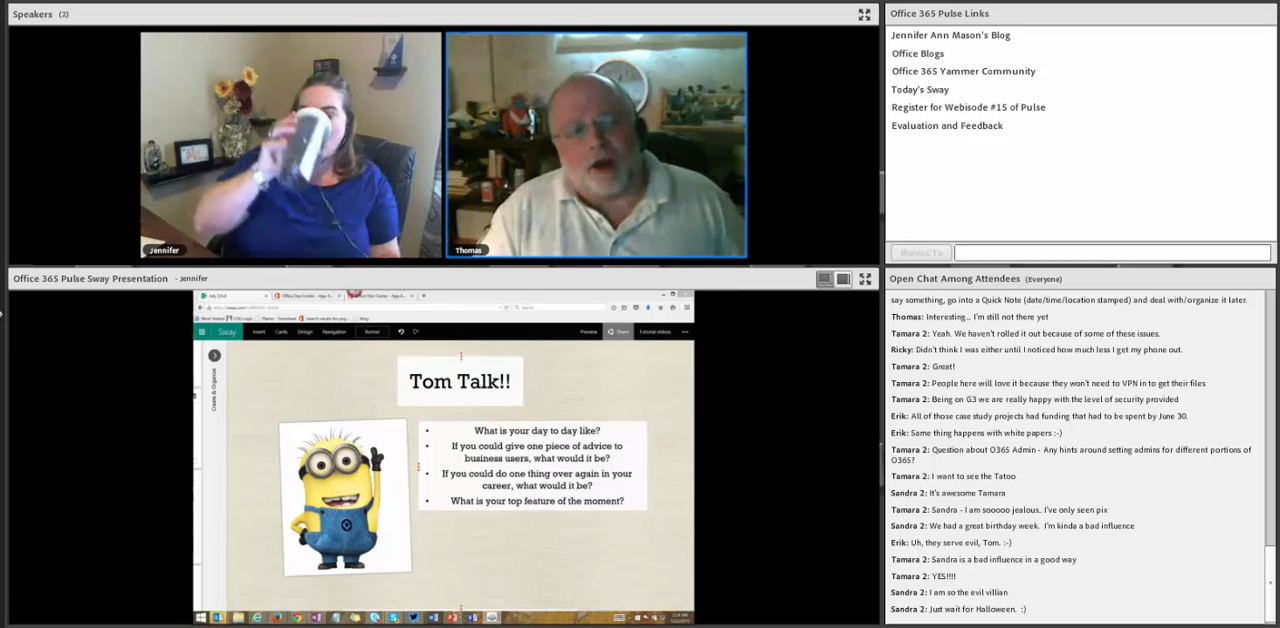 Speakers (2)
Jennifer
Thomas
Office 365 Pulse Links
Jennifer Ann Mason's Blog
Office Blogs
Office 365 Yammer Community
Today's Sway
Register for Webisode #15 of Pulse
Evaluation and Feedback
Browse To
Office 365 Pulse Sway Presentation - Jennifer
Sway Insert Cards Design Navigation Remix! Preview Share Tutorial videos
Create & Organize
Tom Talk!!
• What is your day to day like?
• If you could give one piece of advice to
business users, what would it be?
• If you could do one thing over again in your
career, what would it be?
• What is your top feature of the moment?
Open Chat Among Attendees (Everyone)
say something, go into a Quick Note (date/time/location stamped) and deal with/organize it later.
Thomas: Interesting... I'm still not there yet
Tamara 2: Yeah. We haven't rolled it out because of some of these issues.
Ricky: Didn't think I was either until I noticed how much less I get my phone out.
Tamara 2: Great!
Tamara 2: People here will love it because they won't need to VPN in to get their files
Tamara 2: Being on G3 we are really happy with the level of security provided
Erik: All of those case study projects had funding that had to be spent by June 30.
Erik: Same thing happens with white papers :-)
Tamara 2: Question about O365 Admin - Any hints around setting admins for different portions of
O365?
Tamara 2: I want to see the Tatoo
Sandra 2: It's awesome Tamara
Tamara 2: Sandra - I am sooooo jealous.. I've only seen pix
Sandra 2: We had a great birthday week. I'm kinda a bad influence
Erik: Uh, they serve evil, Tom. :-)
Tamara 2: Sandra is a bad influence in a good way
Tamara 2: YES!!!!
Sandra 2: I am so the evil villian
Sandra 2: Just wait for Halloween. :)